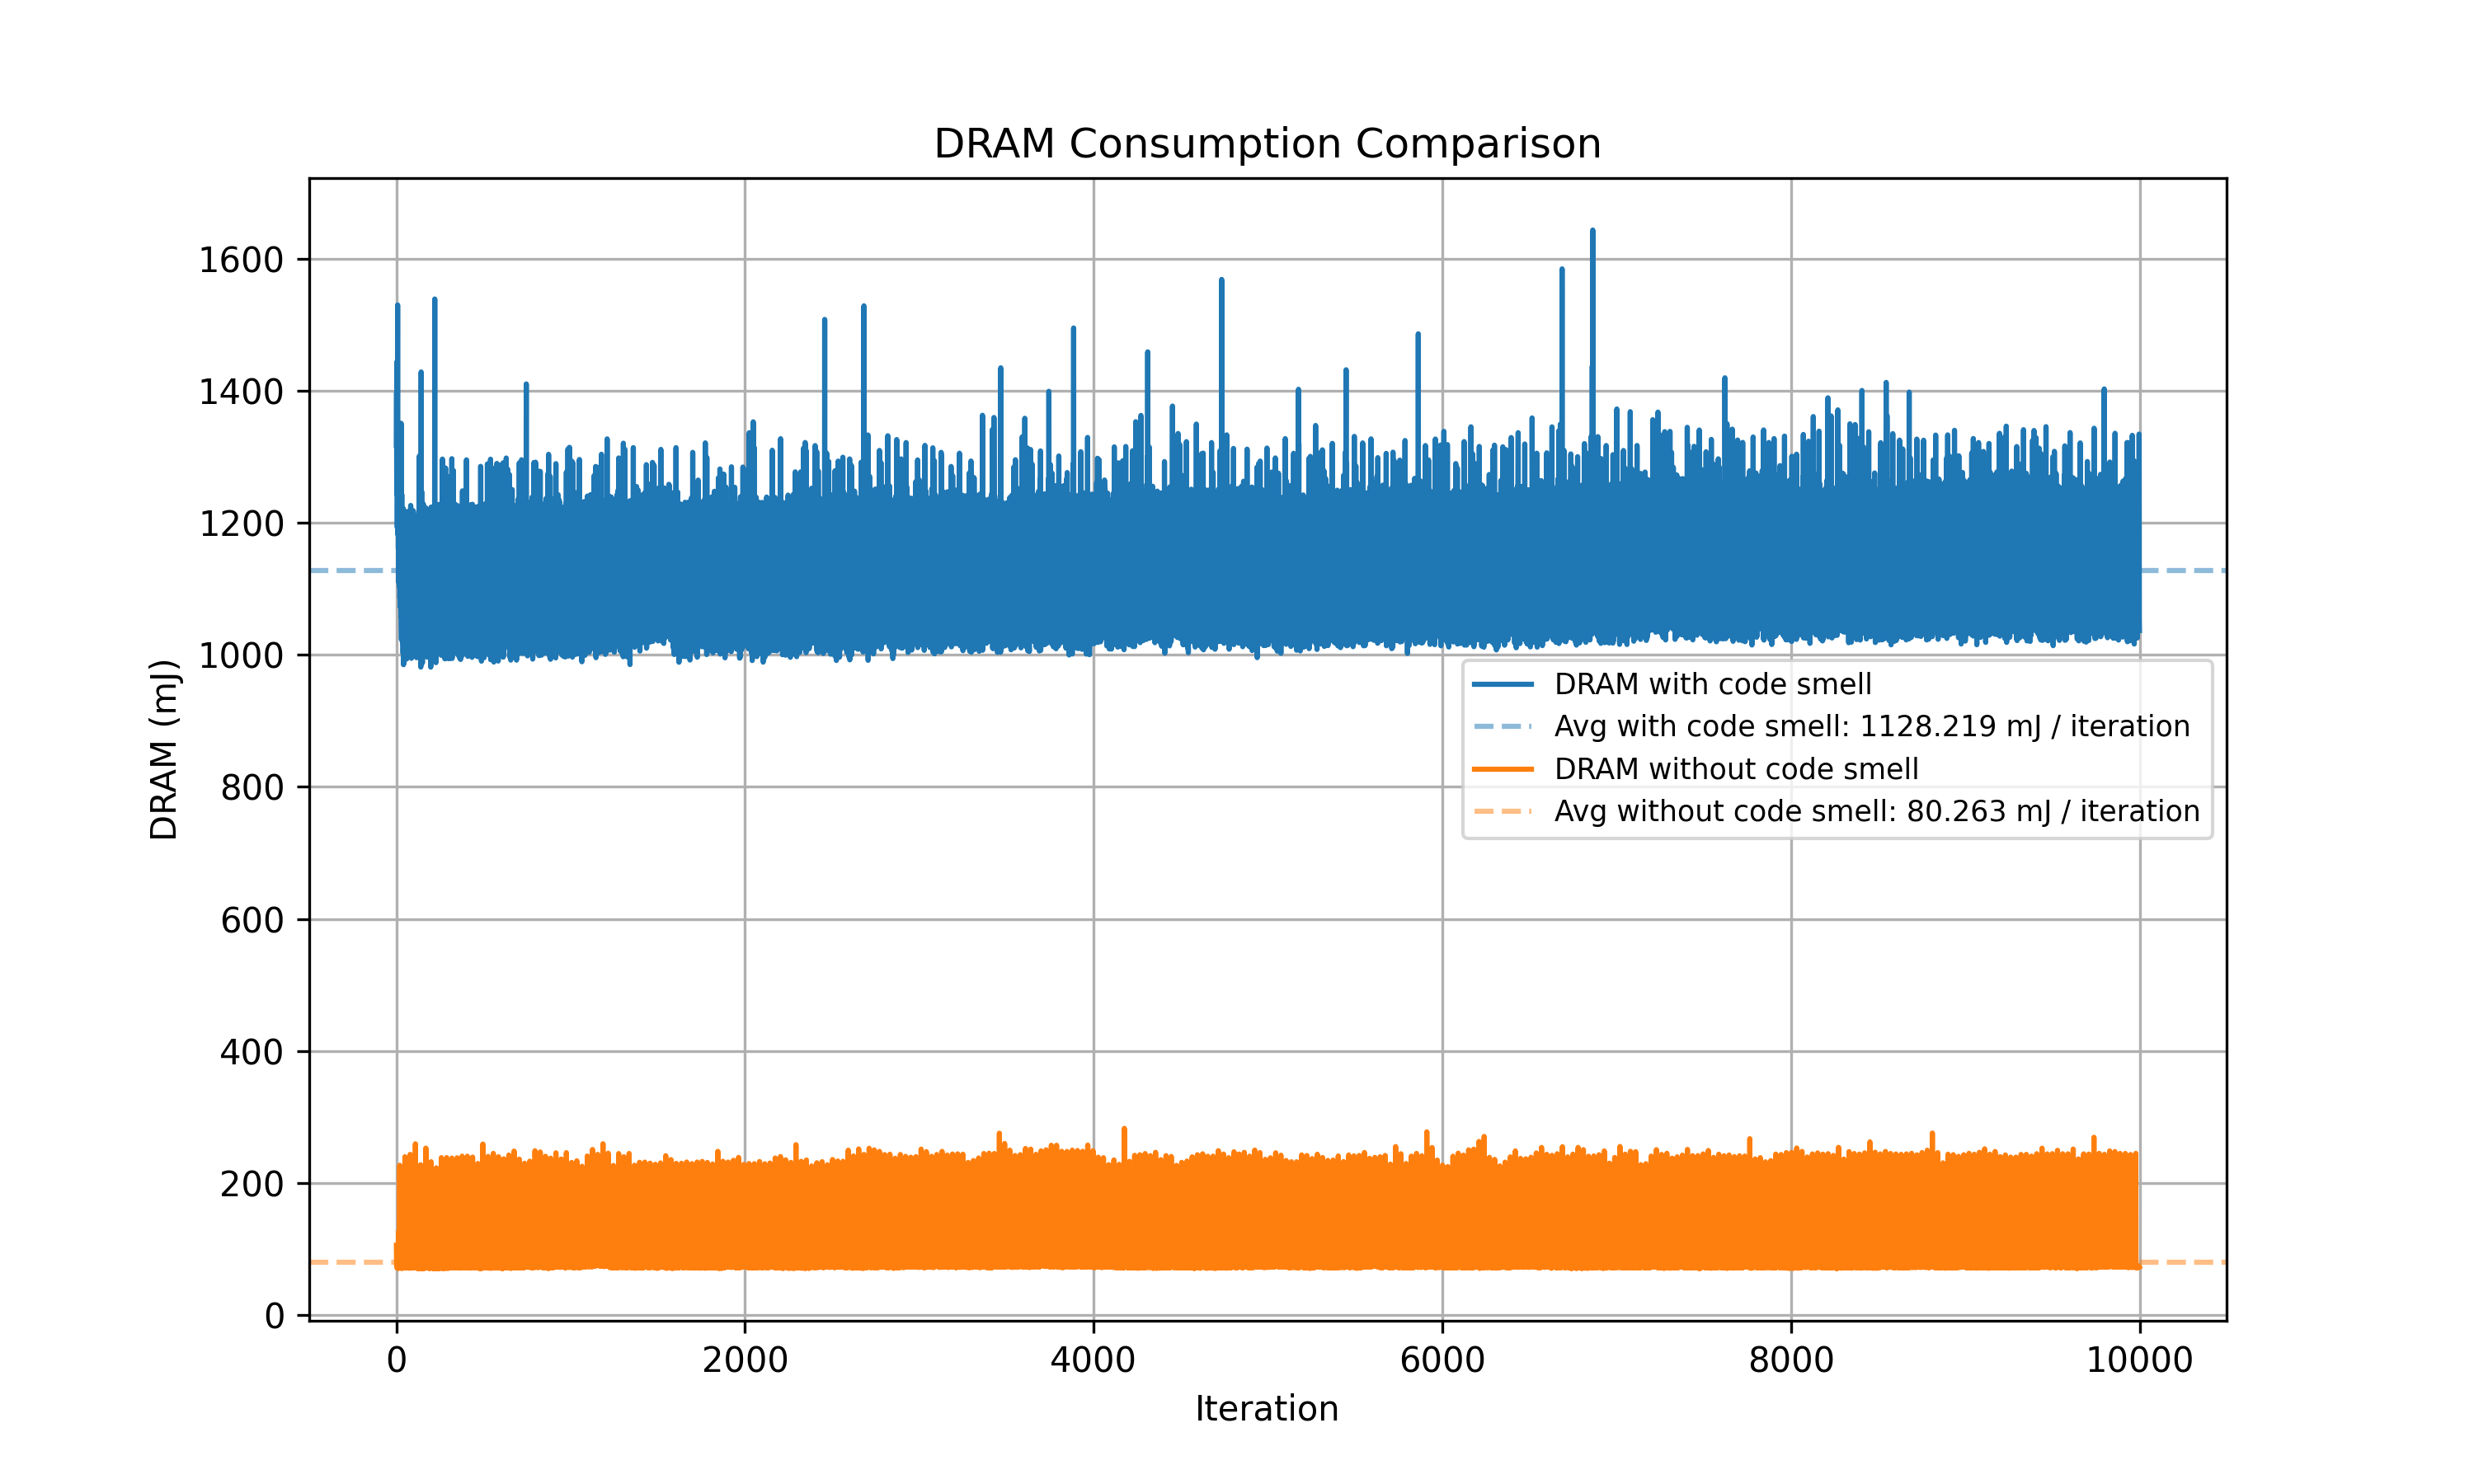 DRAM Consumption Comparison
DRAM (mJ)
1600
1400
1200
1000
800
600
400
200
0
DRAM with code smell
Avg with code smell: 1128.219 mJ / iteration
DRAM without code smell
Avg without code smell: 80.263 mJ / iteration
0 2000 4000 6000 8000 10000
Iteration